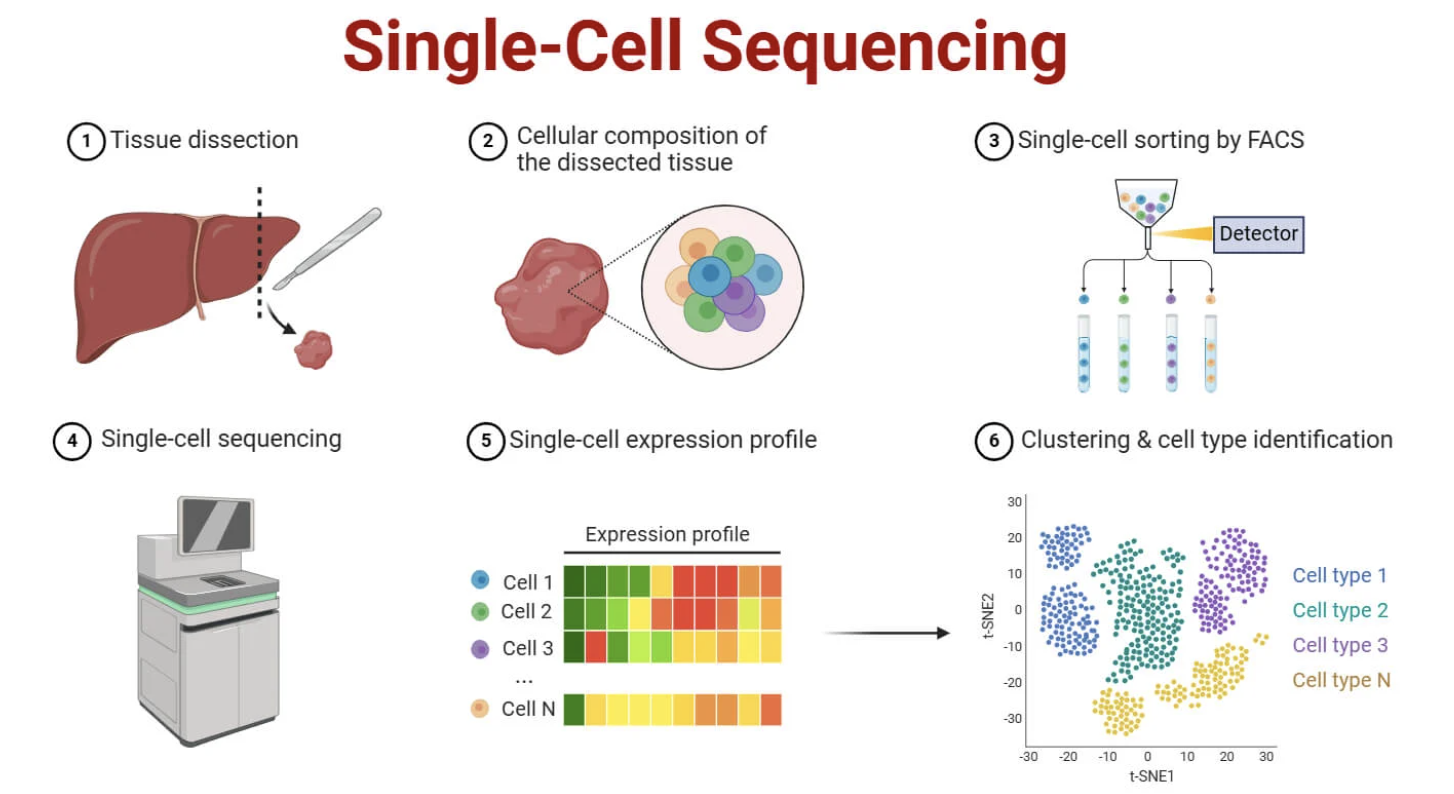 Single-Cell Sequencing
1 Tissue dissection
2 Cellular composition of
the dissected tissue
3 Single-cell sorting by FACS
Detector
4 Single-cell sequencing
5 Single-cell expression profile
Expression profile
Cell 1
Cell 2
Cell 3
...
Cell N
6 Clustering & cell type identification
t-SNE2
30
20
10
0
-10
-20
-30
-30 -20 -10 0 10 20 30
t-SNE1
Cell type 1
Cell type 2
Cell type 3
Cell type N